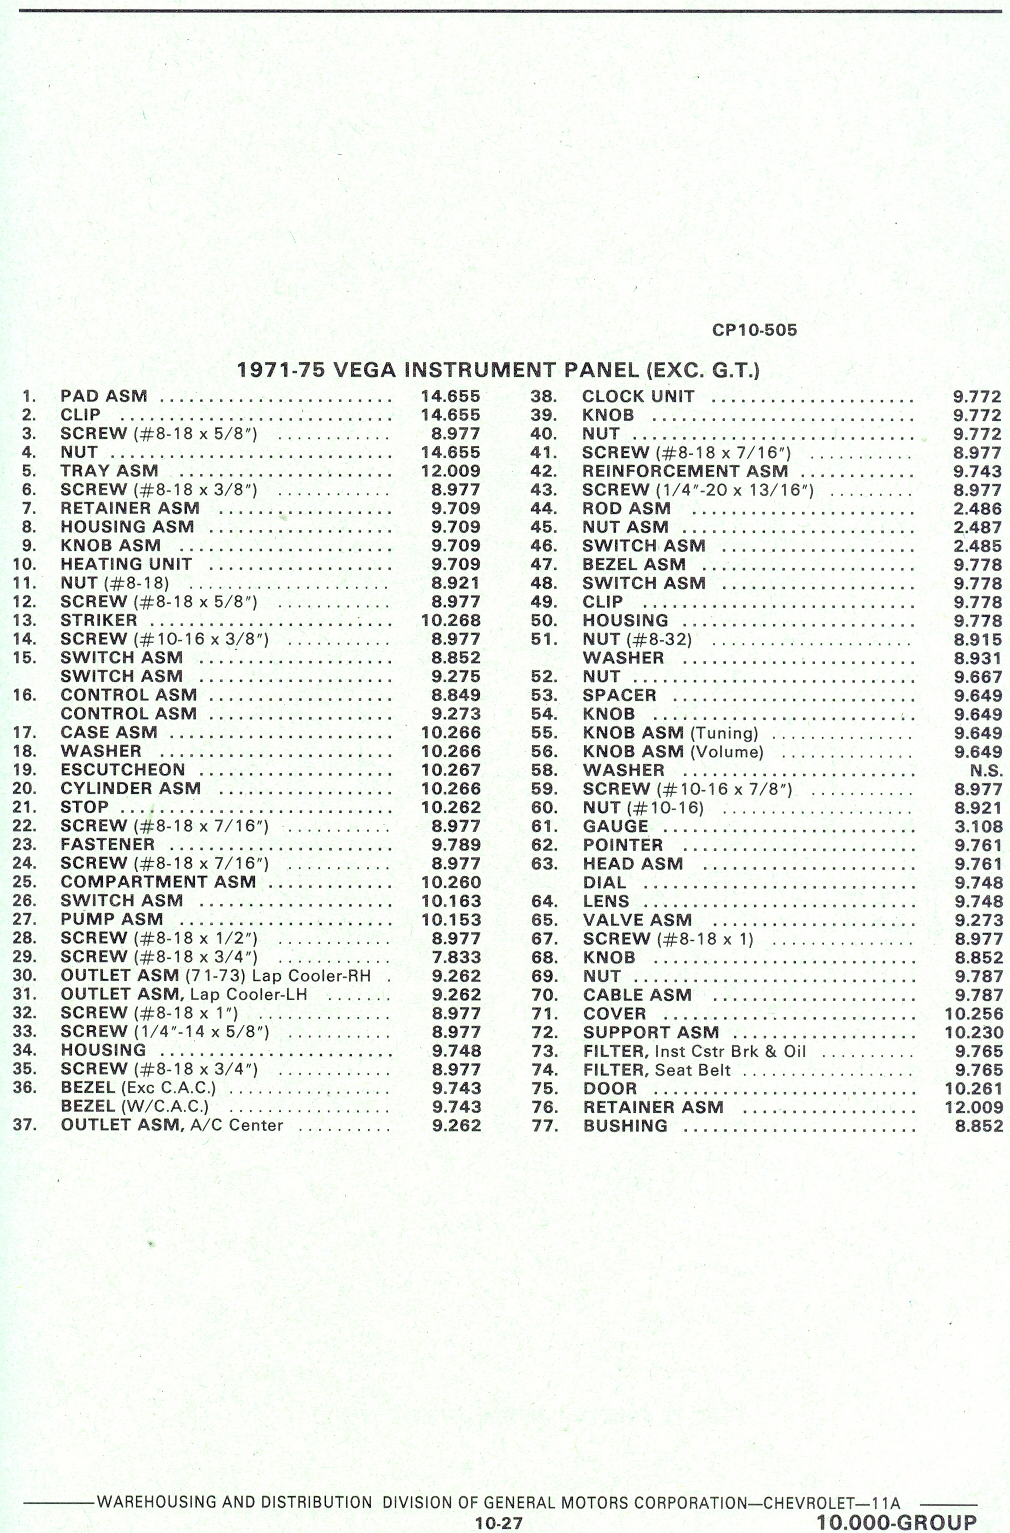 CP10-505
1971-75 VEGA INSTRUMENT PANEL (EXC. G.T.)
1. PAD ASM ........................ 14.655
2. CLIP ............................ 14.655
3. SCREW (#8-18 x 5/8") ............ 8.977
4. NUT ............................. 14.655
5. TRAY ASM ...................... 12.009
6. SCREW (#8-18 x 3/8") ............ 8.977
7. RETAINER ASM .................. 9.709
8. HOUSING ASM ................... 9.709
9. KNOB ASM ...................... 9.709
10. HEATING UNIT ................... 9.709
11. NUT (#8-18) ..................... 8.921
12. SCREW (#8-18 x 5/8") ............ 8.977
13. STRIKER .......................... 10.268
14. SCREW (#10-16 x 3/8") ........... 8.977
15. SWITCH ASM .................... 8.852
SWITCH ASM .................... 9.275
16. CONTROL ASM ................... 8.849
CONTROL ASM ................... 9.273
17. CASE ASM ....................... 10.266
18. WASHER ........................ 10.266
19. ESCUTCHEON .................... 10.267
20. CYLINDER ASM .................. 10.266
21. STOP ............................ 10.262
22. SCREW (#8-18 x 7/16") ........... 8.977
23. FASTENER ........................ 9.789
24. SCREW (#8-18 x 7/16") ........... 8.977
25. COMPARTMENT ASM ............. 10.260
26. SWITCH ASM .................... 10.163
27. PUMP ASM ...................... 10.153
28. SCREW (#8-18 x 1/2") ............ 8.977
29. SCREW (#8-18 x 3/4") ............ 7.833
30. OUTLET ASM (71-73) Lap Cooler-RH . 9.262
31. OUTLET ASM, Lap Cooler-LH ....... 9.262
32. SCREW (#8-18 x 1") .............. 8.977
33. SCREW (1/4"-14 x 5/8") ........... 8.977
34. HOUSING ........................ 9.748
35. SCREW (#8-18 x 3/4") ............ 8.977
36. BEZEL (Exc C.A.C.) ................. 9.743
BEZEL (W/C.A.C.) ................. 9.743
37. OUTLET ASM, A/C Center .......... 9.262
38. CLOCK UNIT ..................... 9.772
39. KNOB .......................... 9.772
40. NUT ............................. 9.772
41. SCREW (#8-18 x 7/16") ........... 8.977
42. REINFORCEMENT ASM ............ 9.743
43. SCREW (1/4"-20 x 13/16") ......... 8.977
44. ROD ASM ....................... 2.486
45. NUT ASM ........................ 2.487
46. SWITCH ASM .................... 2.485
47. BEZEL ASM ...................... 9.778
48. SWITCH ASM .................... 9.778
49. CLIP ............................ 9.778
50. HOUSING ........................ 9.778
51. NUT (#8-32) ..................... 8.915
WASHER ........................ 8.931
52. NUT ............................. 9.667
53. SPACER ......................... 9.649
54. KNOB ........................... 9.649
55. KNOB ASM (Tuning) ............... 9.649
56. KNOB ASM (Volume) .............. 9.649
58. WASHER ........................ N.S.
59. SCREW (#10-16 x 7/8") ........... 8.977
60. NUT (#10-16) .................... 8.921
61. GAUGE .......................... 3.108
62. POINTER ........................ 9.761
63. HEAD ASM ...................... 9.761
DIAL ............................ 9.748
64. LENS ............................ 9.748
65. VALVE ASM ..................... 9.273
67. SCREW (#8-18 x 1) ............... 8.977
68. KNOB ........................... 8.852
69. NUT ............................. 9.787
70. CABLE ASM ..................... 9.787
71. COVER .......................... 10.256
72. SUPPORT ASM ................... 10.230
73. FILTER, Inst Cstr Brk & Oil .......... 9.765
74. FILTER, Seat Belt .................. 9.765
75. DOOR ........................... 10.261
76. RETAINER ASM .................. 12.009
77. BUSHING ........................ 8.852
WAREHOUSING AND DISTRIBUTION DIVISION OF GENERAL MOTORS CORPORATION—CHEVROLET—11A
10-27
10.000-GROUP